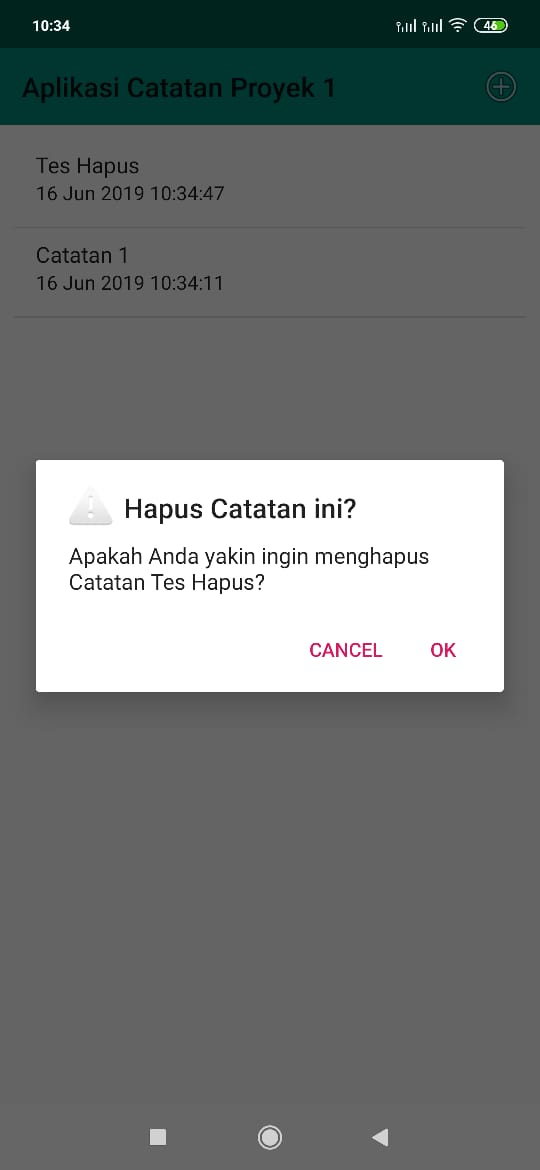 10:34
46
Aplikasi Catatan Proyek 1
Tes Hapus
16 Jun 2019 10:34:47
Catatan 1
16 Jun 2019 10:34:11
Hapus Catatan ini?
Apakah Anda yakin ingin menghapus
Catatan Tes Hapus?
CANCEL OK